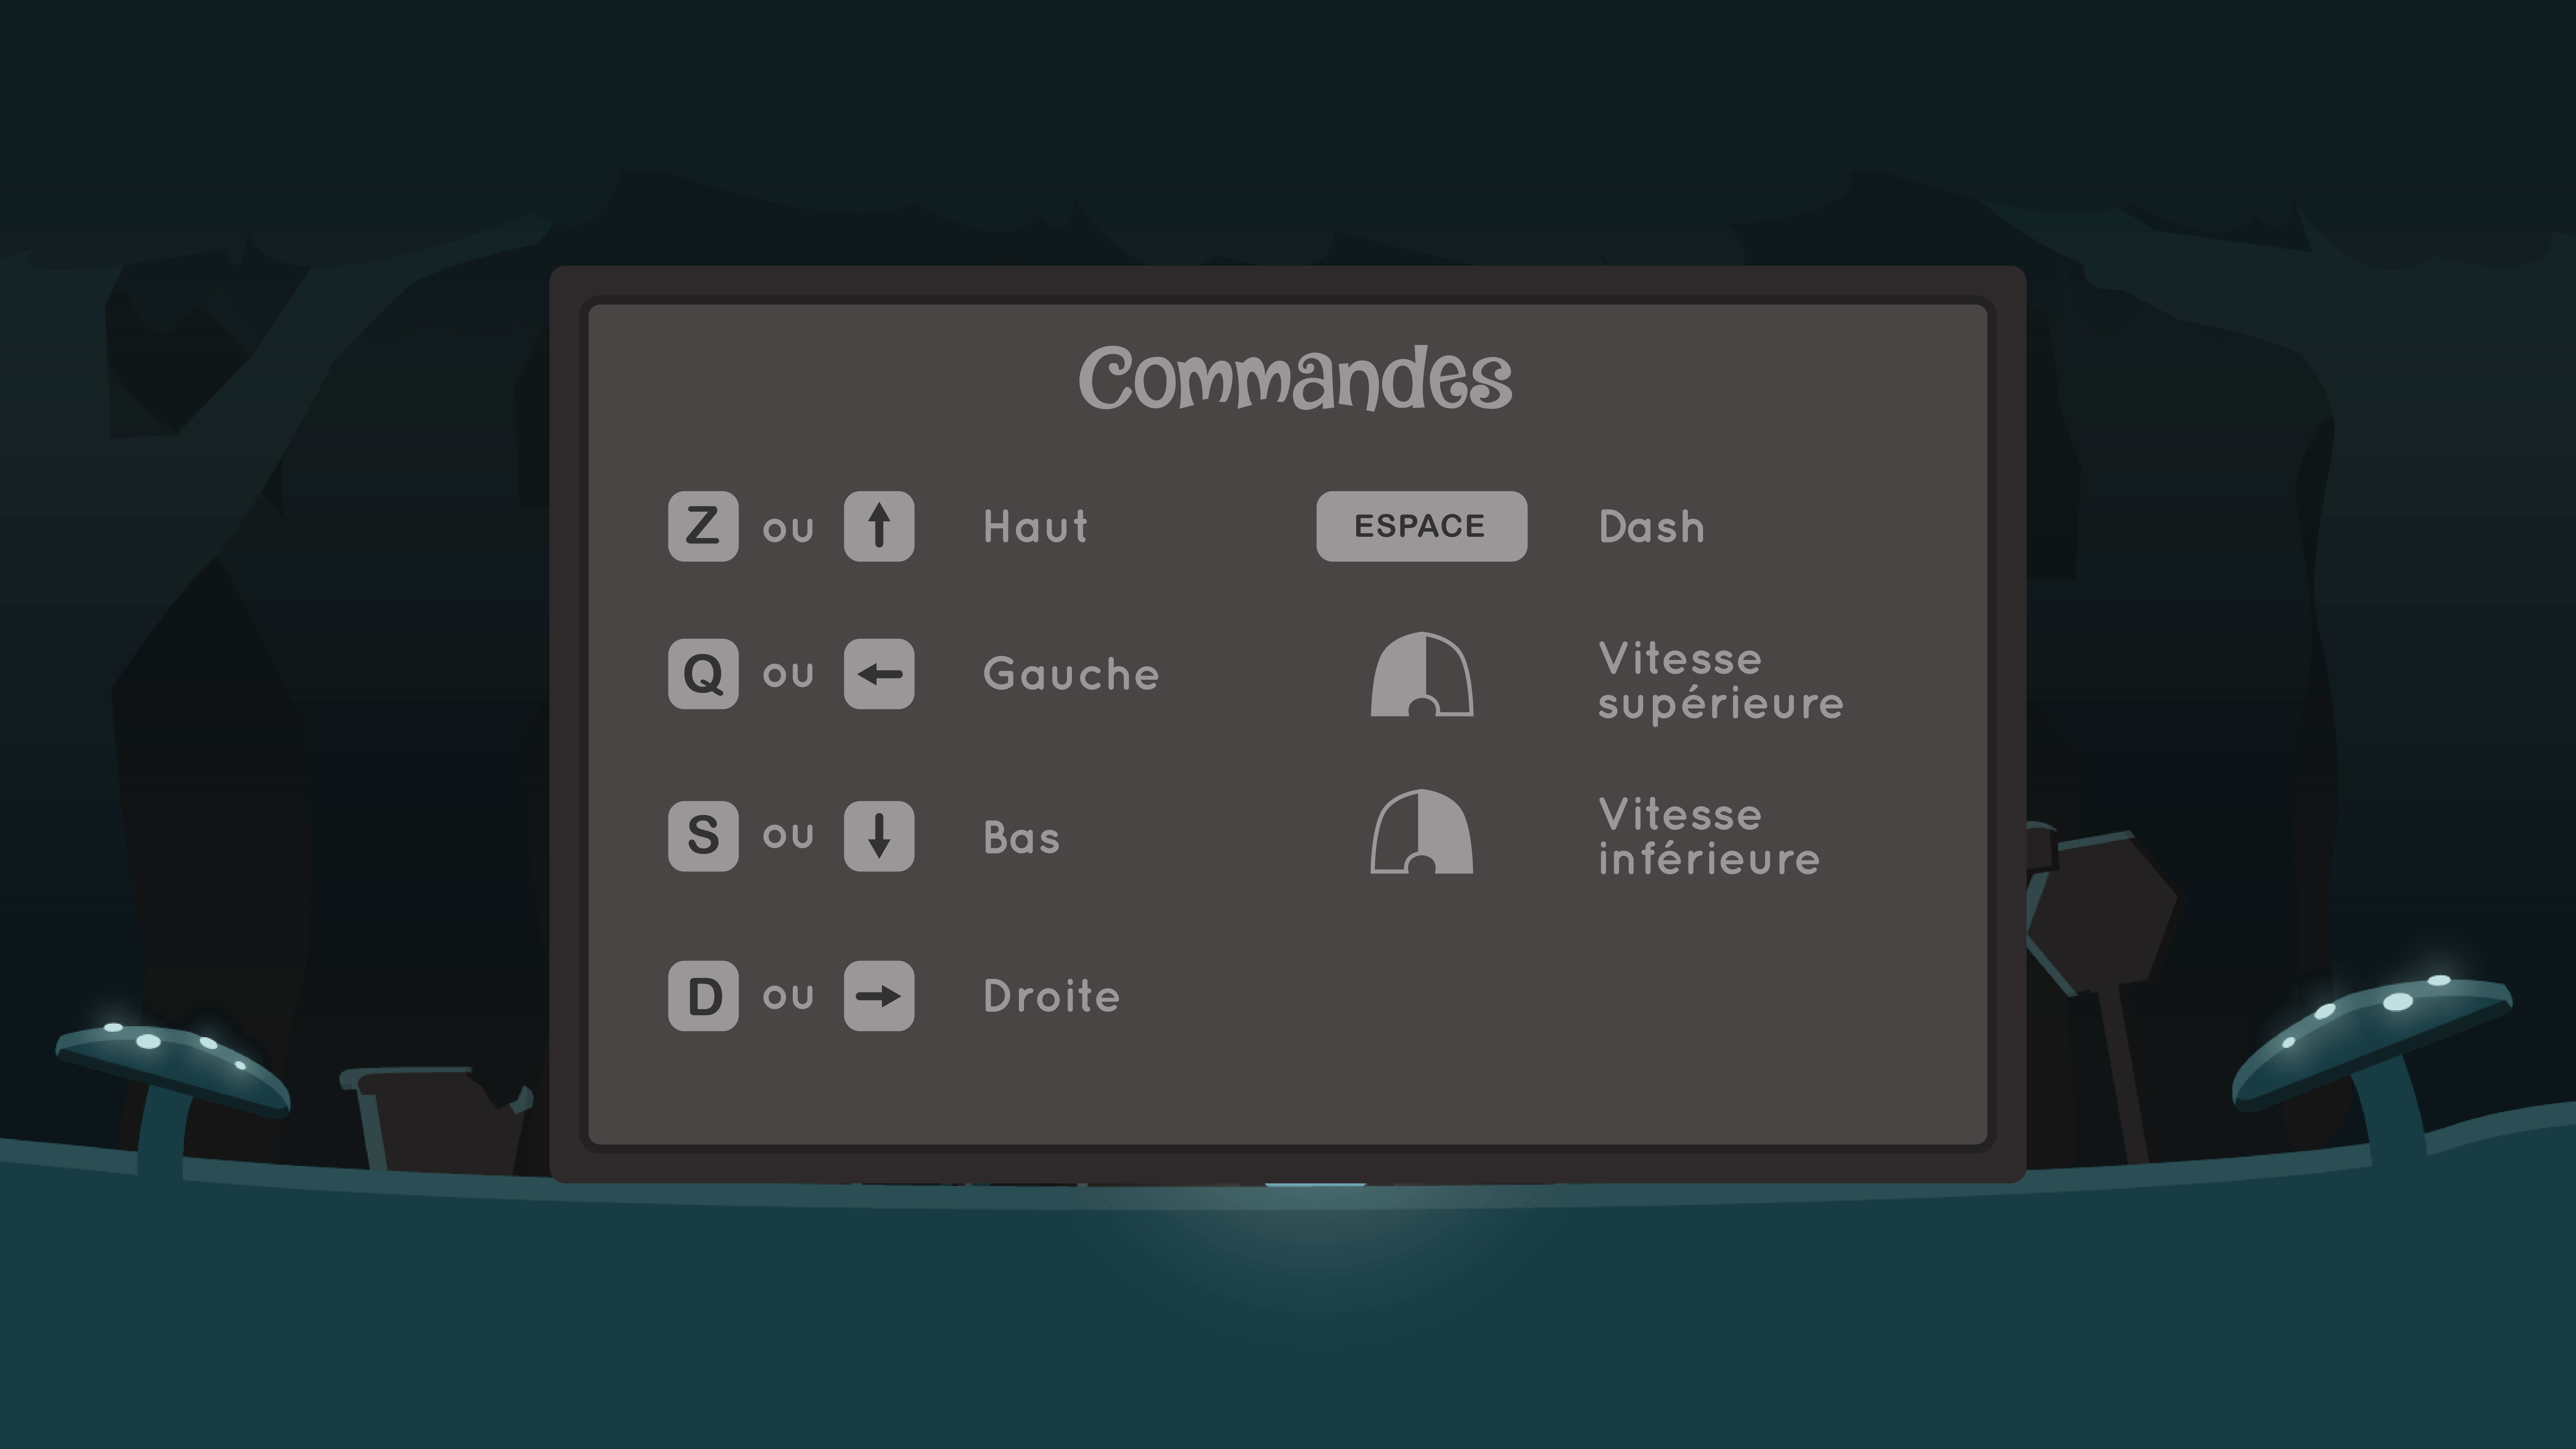 Commandes
Z ou ↑ Haut
Q ou ← Gauche
S ou ↓ Bas
D ou → Droite
ESPACE Dash
Vitesse
supérieure
Vitesse
inférieure